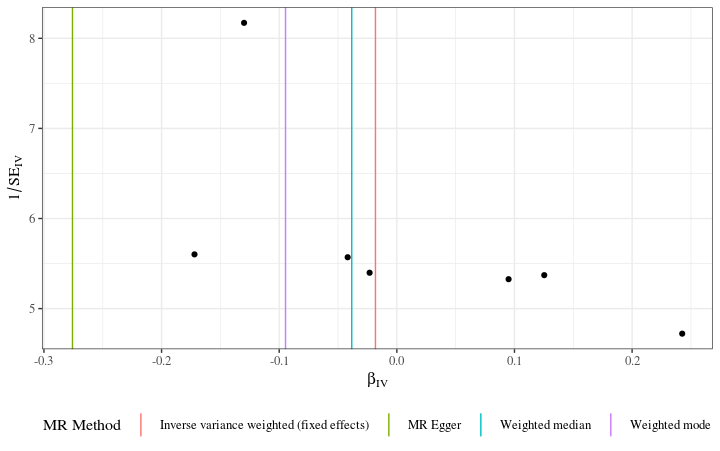 8
7
6
5
1/SE_IV
-0.3 -0.2 -0.1 0.0 0.1 0.2
β_IV
MR Method Inverse variance weighted (fixed effects) MR Egger Weighted median Weighted mode